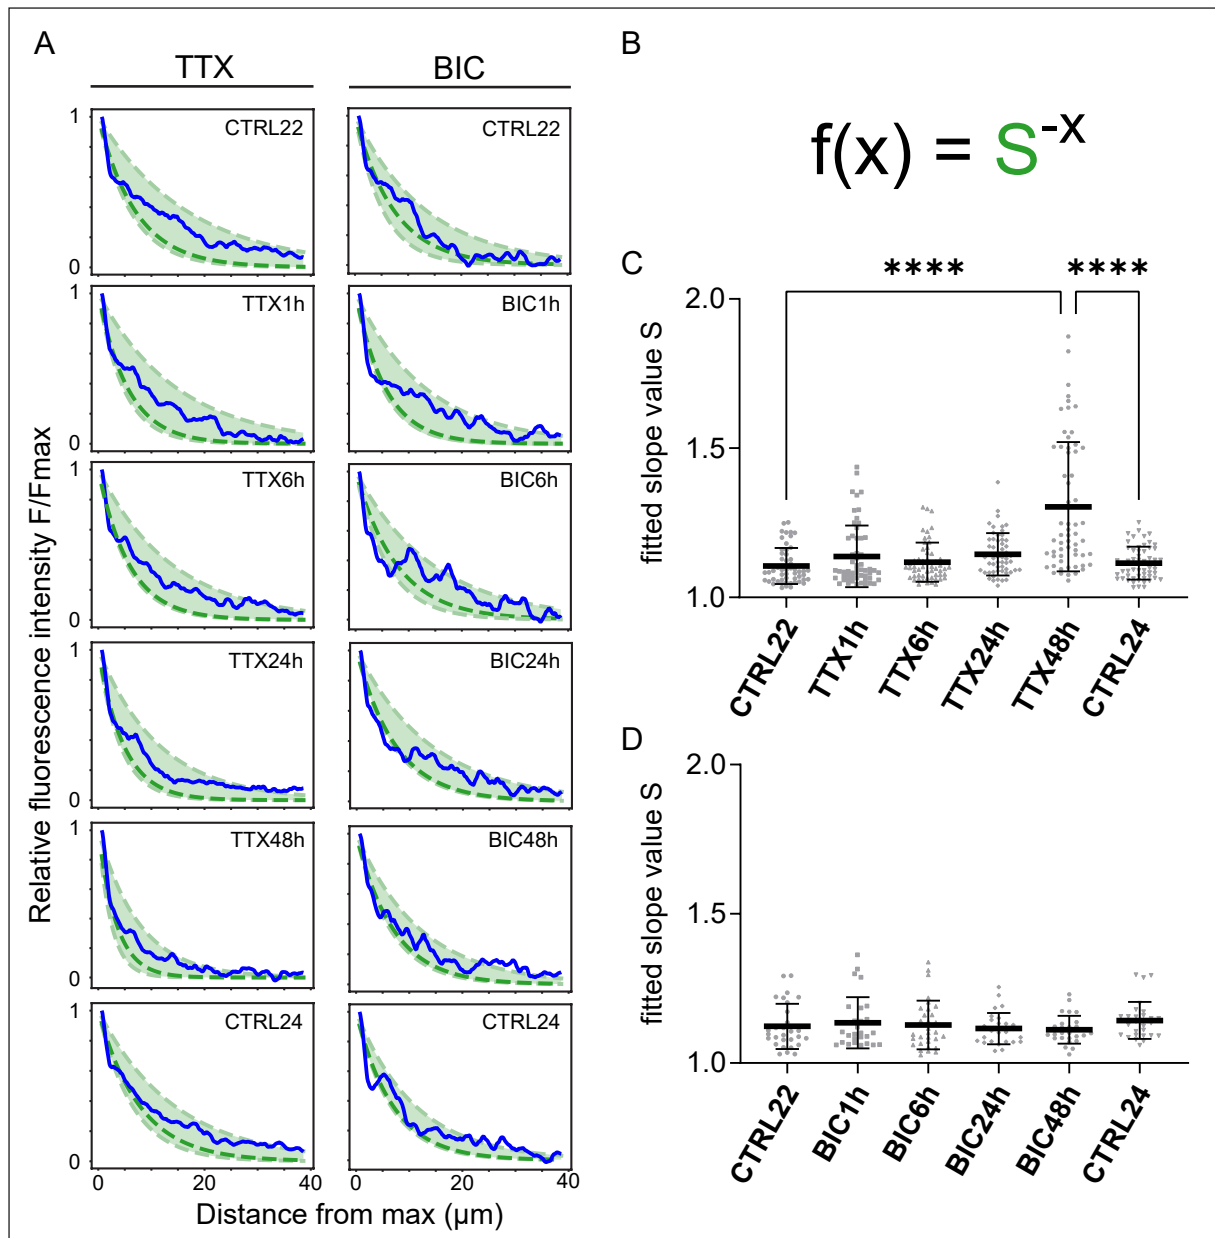 A
TTX
BIC
Relative fluorescence intensity F/Fmax
1
CTRL22
0
CTRL22
1
TTX1h
0
BIC1h
1
TTX6h
0
BIC6h
1
TTX24h
0
BIC24h
1
TTX48h
0
BIC48h
1
CTRL24
0
CTRL24
0 20 40
0 20 40
Distance from max (µm)
B
f(x) = S^-x
C
**** ****
fitted slope value S
2.0
1.5
1.0
CTRL22 TTX1h TTX6h TTX24h TTX48h CTRL24
D
fitted slope value S
2.0
1.5
1.0
CTRL22 BIC1h BIC6h BIC24h BIC48h CTRL24